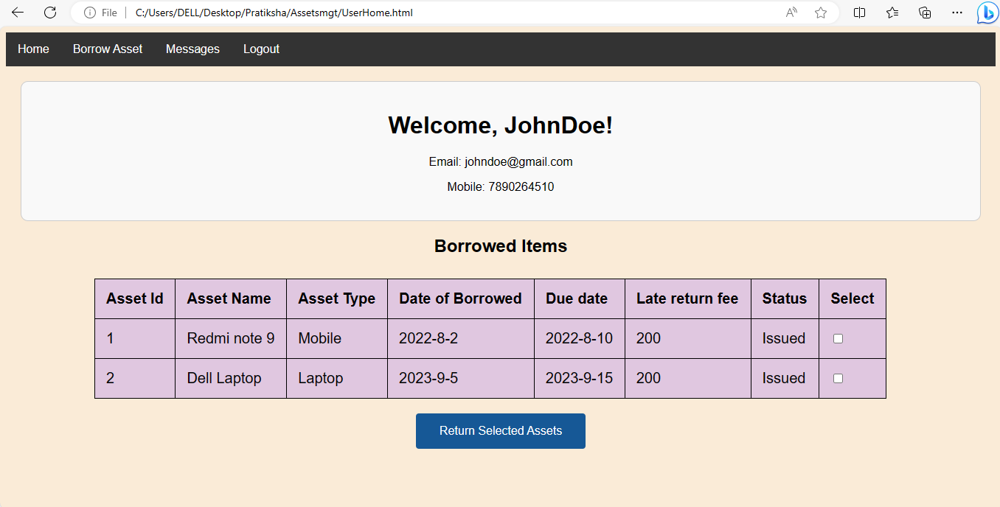 File C:/Users/DELL/Desktop/Pratiksha/Assetsmgt/UserHome.html
Home Borrow Asset Messages Logout
Welcome, JohnDoe!
Email: johndoe@gmail.com
Mobile: 7890264510
Borrowed Items
Asset Id Asset Name Asset Type Date of Borrowed Due date Late return fee Status Select
1 Redmi note 9 Mobile 2022-8-2 2022-8-10 200 Issued
2 Dell Laptop Laptop 2023-9-5 2023-9-15 200 Issued
Return Selected Assets